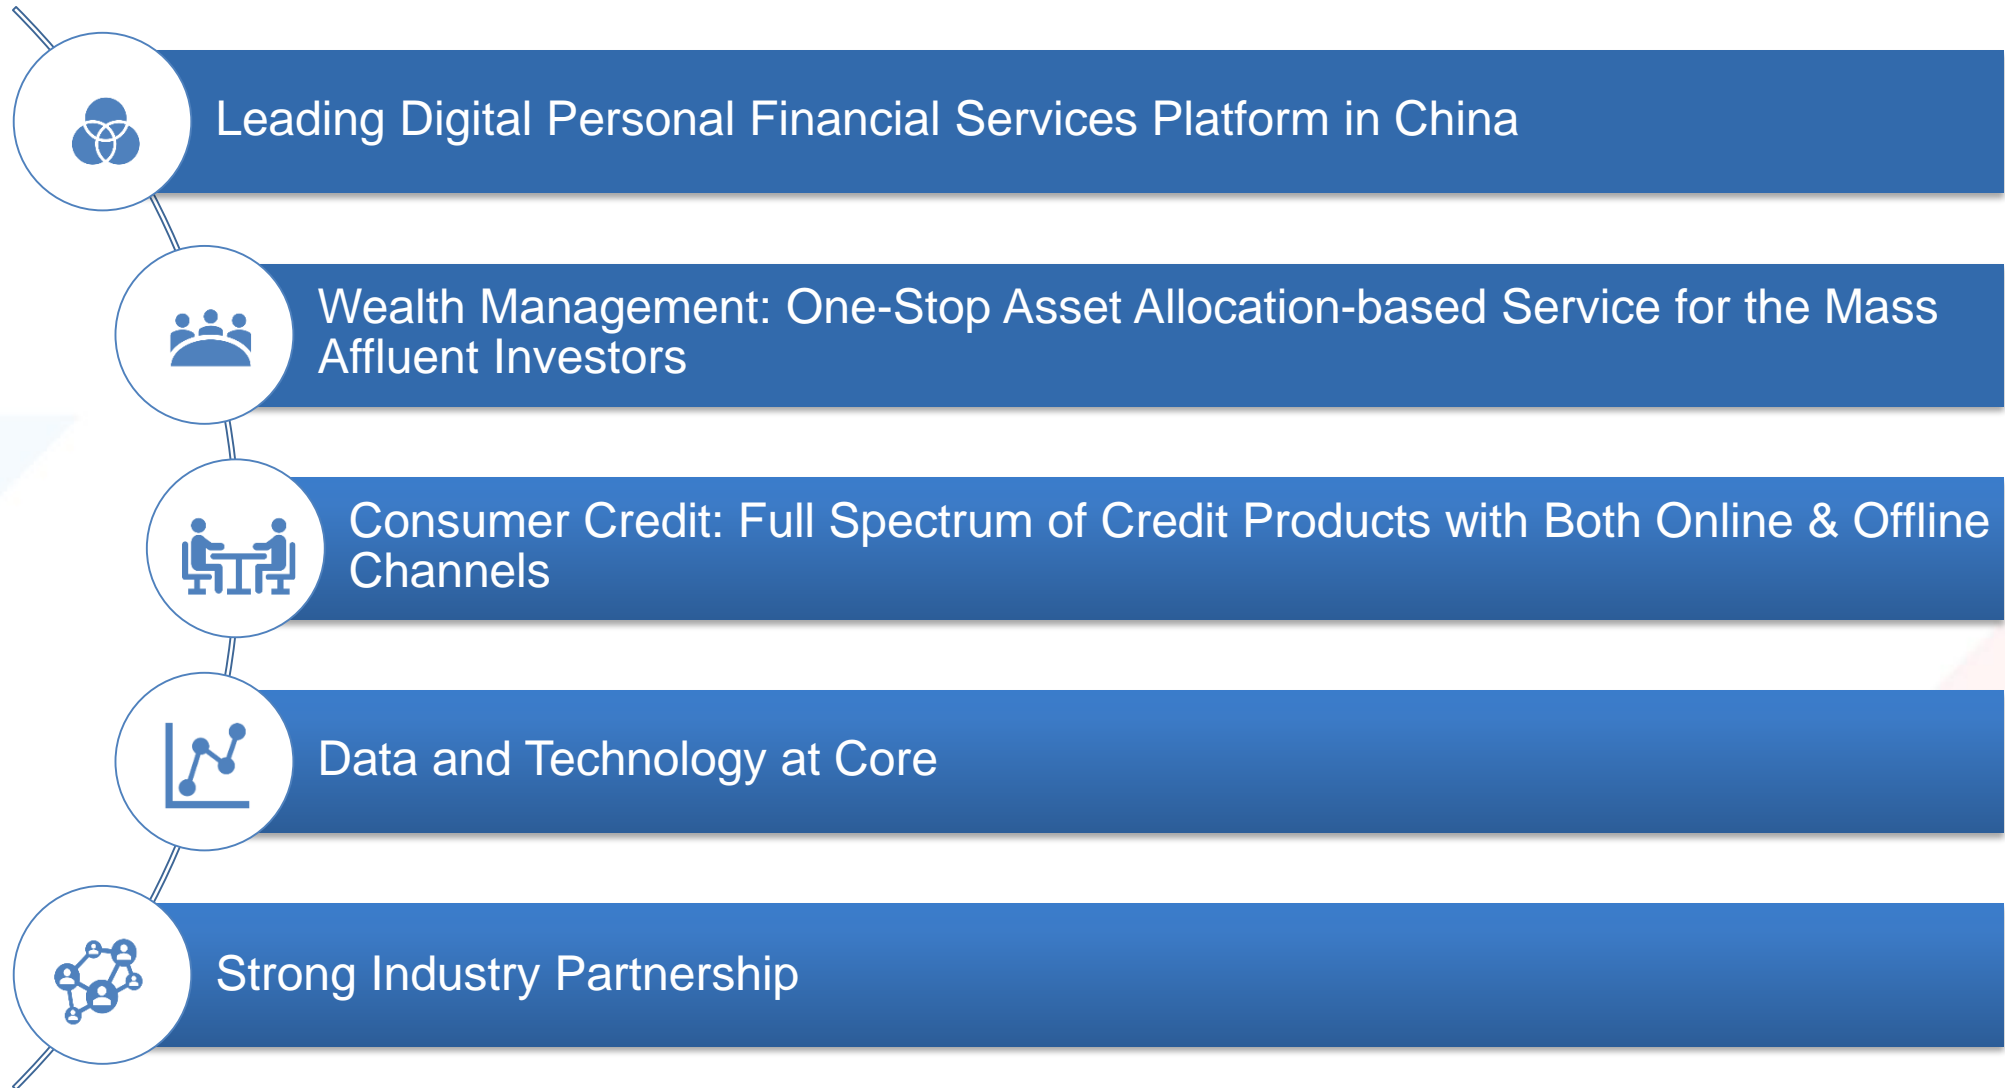 Leading Digital Personal Financial Services Platform in China
Wealth Management: One-Stop Asset Allocation-based Service for the Mass
Affluent Investors
Consumer Credit: Full Spectrum of Credit Products with Both Online & Offline
Channels
Data and Technology at Core
Strong Industry Partnership